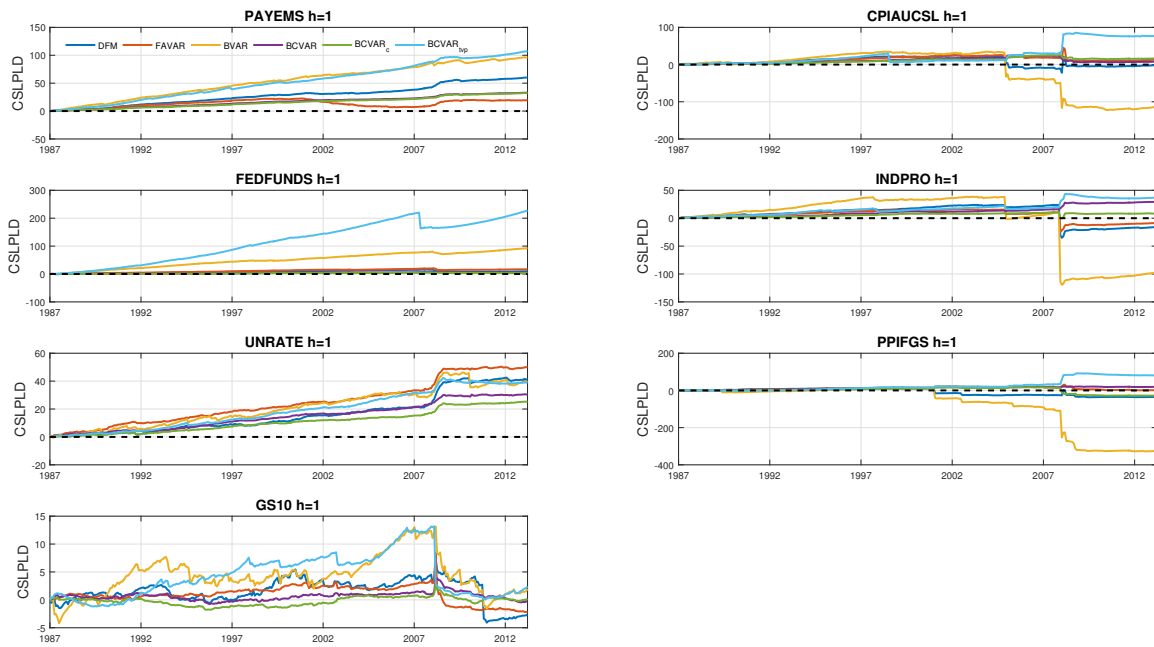 PAYEMS h=1
150
100
50
0
-50
CSLPLD
DFM FAVAR BVAR BCVAR BCVARc BCVARtvp
1987 1992 1997 2002 2007 2012
CPIAUCSL h=1
100
0
-100
-200
CSLPLD
1987 1992 1997 2002 2007 2012
FEDFUNDS h=1
300
200
100
0
-100
CSLPLD
1987 1992 1997 2002 2007 2012
INDPRO h=1
50
0
-50
-100
-150
CSLPLD
1987 1992 1997 2002 2007 2012
UNRATE h=1
60
40
20
0
-20
CSLPLD
1987 1992 1997 2002 2007 2012
PPIFGS h=1
200
0
-200
-400
CSLPLD
1987 1992 1997 2002 2007 2012
GS10 h=1
15
10
5
0
-5
CSLPLD
1987 1992 1997 2002 2007 2012